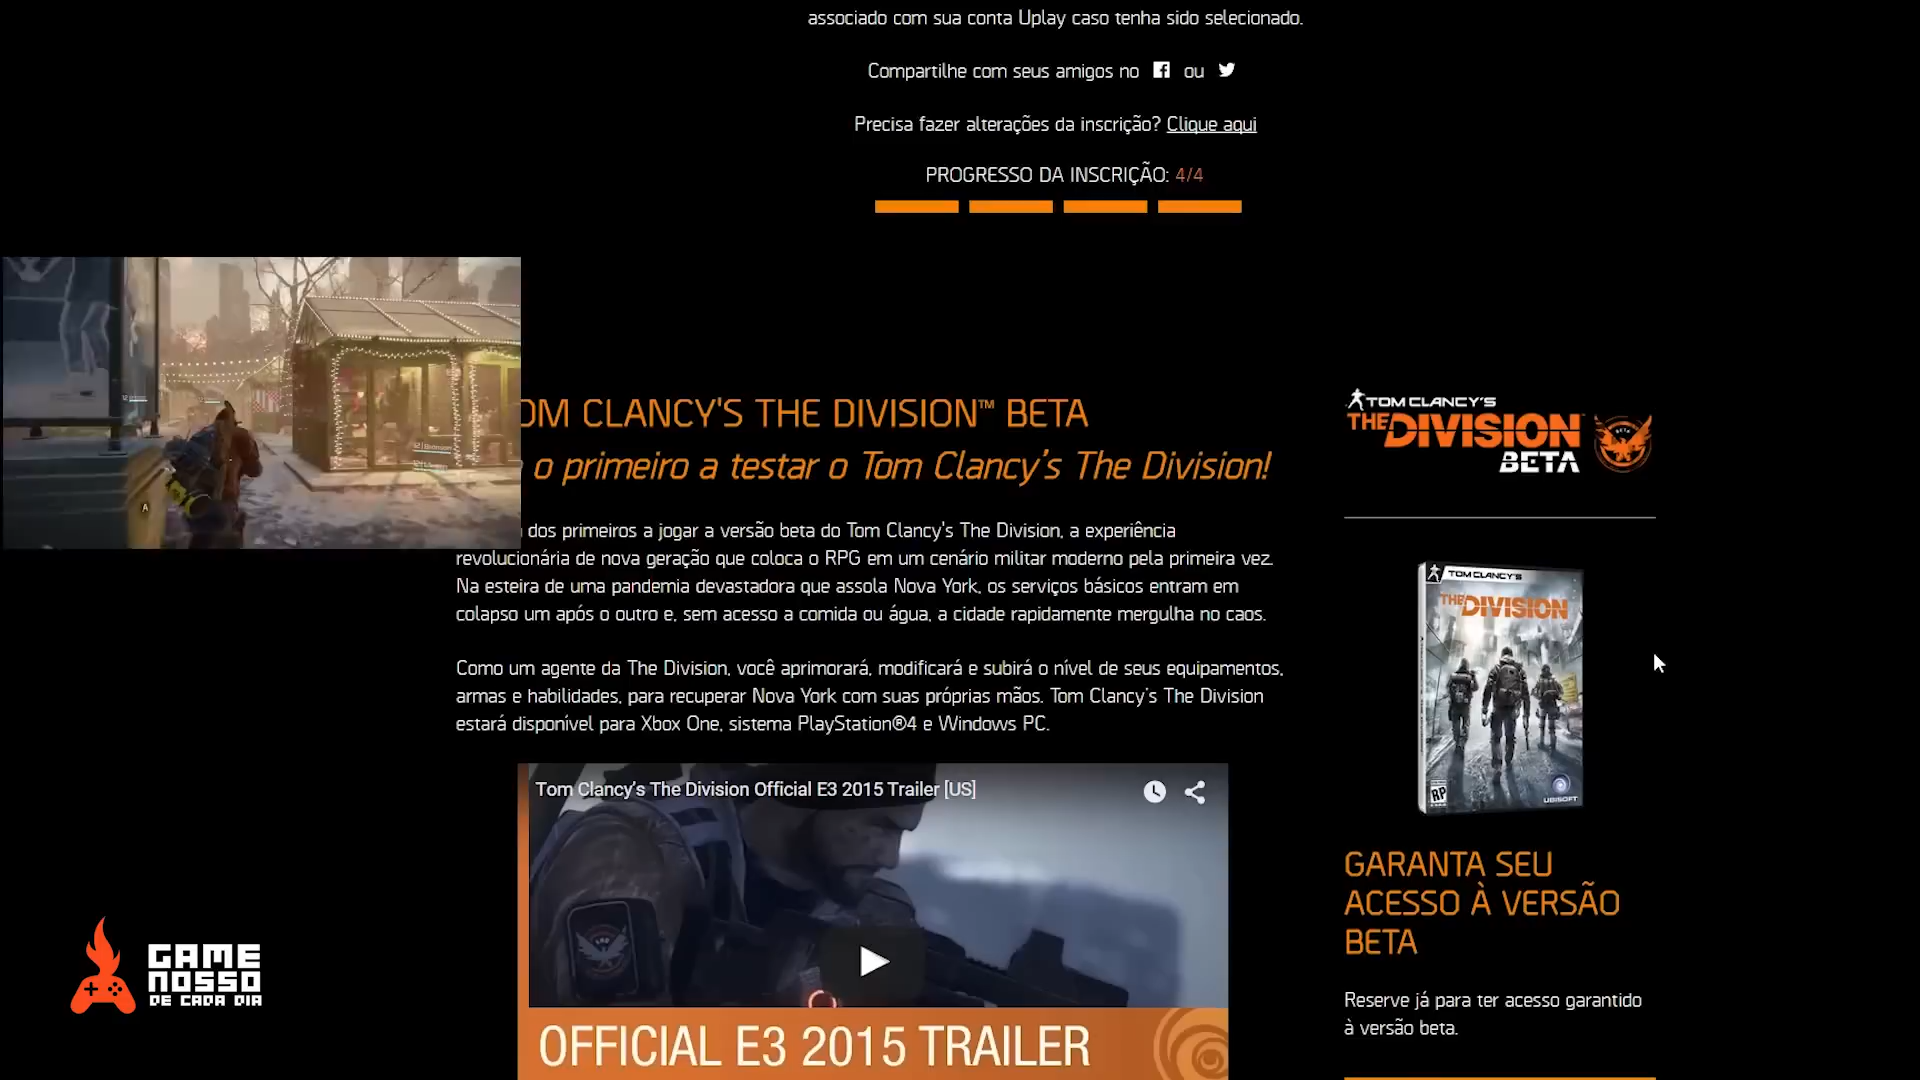 associado com sua conta Uplay caso tenha sido selecionado.
Compartilhe com seus amigos no ou
Precisa fazer alterações da inscrição? Clique aqui
PROGRESSO DA INSCRIÇÃO: 4/4
OM CLANCY'S THE DIVISION™ BETA
o primeiro a testar o Tom Clancy's The Division!
dos primeiros a jogar a versão beta do Tom Clancy's The Division, a experiência
revolucionária de nova geração que coloca o RPG em um cenário militar moderno pela primeira vez.
Na esteira de uma pandemia devastadora que assola Nova York, os serviços básicos entram em
colapso um após o outro e, sem acesso a comida ou água, a cidade rapidamente mergulha no caos.
Como um agente da The Division, você aprimorará, modificará e subirá o nível de seus equipamentos,
armas e habilidades, para recuperar Nova York com suas próprias mãos. Tom Clancy's The Division
estará disponível para Xbox One, sistema PlayStation®4 e Windows PC.
Tom Clancy's The Division Official E3 2015 Trailer [US]
OFFICIAL E3 2015 TRAILER
TOM CLANCY'S
THE DIVISION
BETA
TOM CLANCY'S
THE DIVISION
RP
UBISOFT
GARANTA SEU
ACESSO À VERSÃO
BETA
Reserve já para ter acesso garantido
à versão beta.
A
GAME
NOSSO
DE CADA DIA